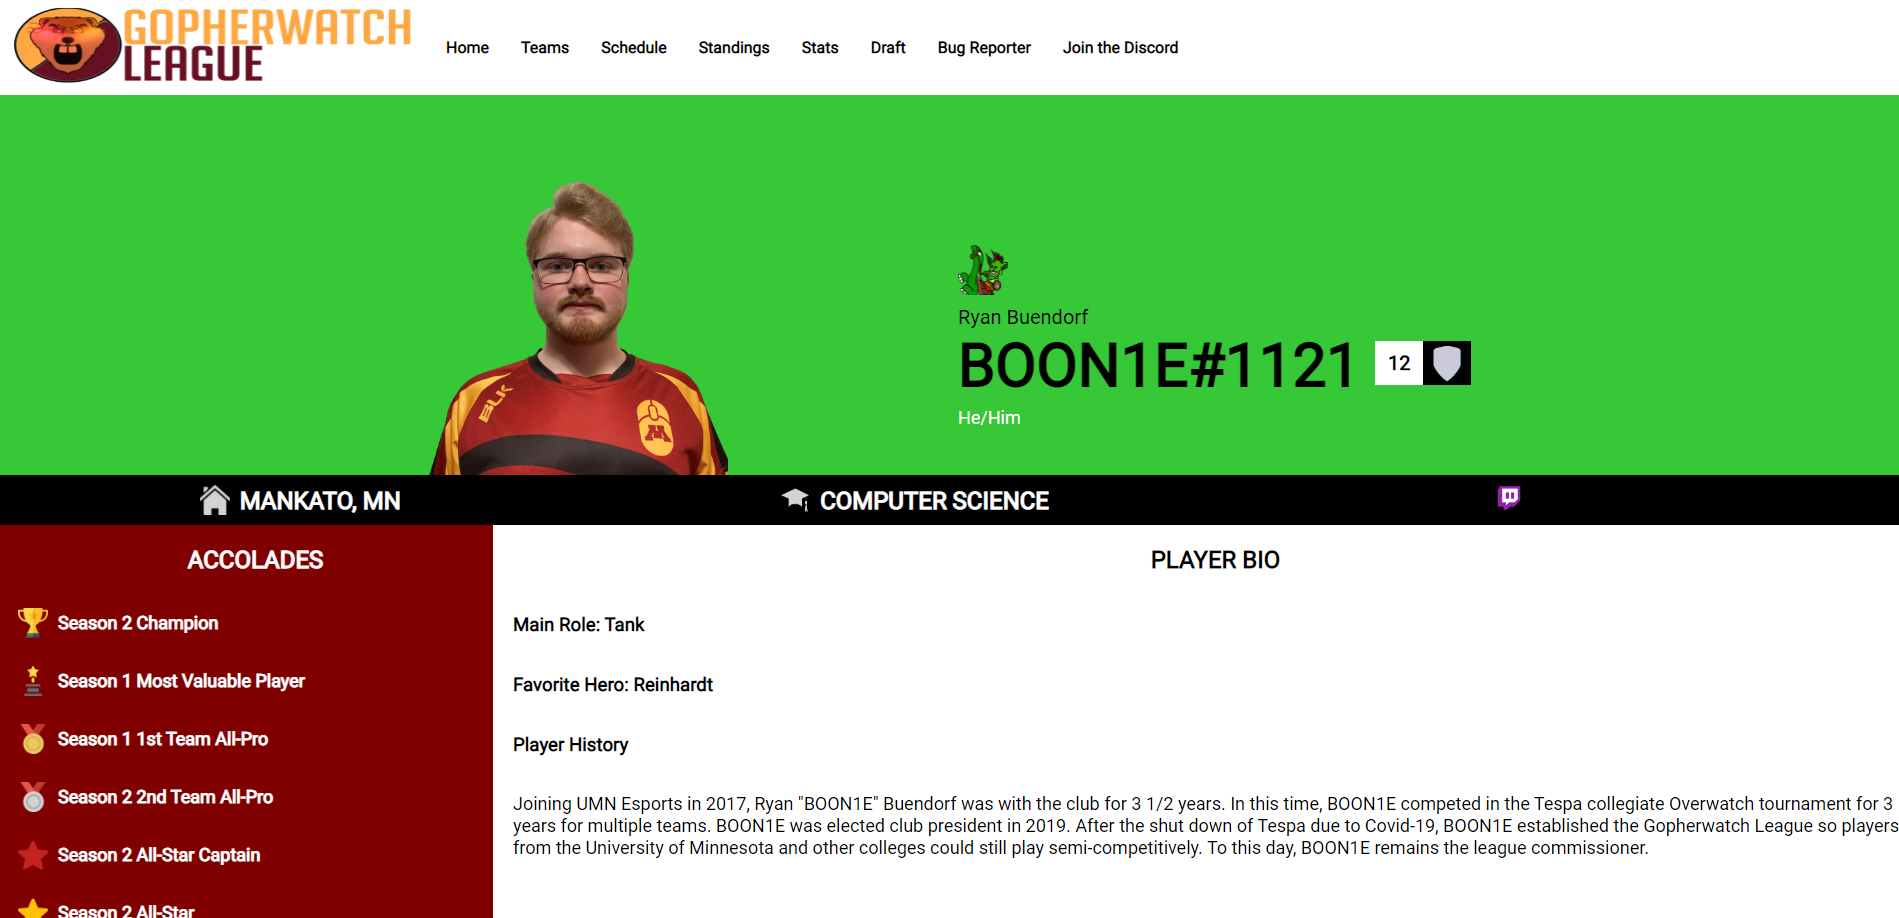 GOPHERWATCH
LEAGUE
Home
Teams
Schedule
Standings
Stats
Draft
Bug Reporter
Join the Discord
BLK
M
Ryan Buendorf
BOON1E#1121
12
He/Him
MANKATO, MN
COMPUTER SCIENCE
ACCOLADES
Season 2 Champion
Season 1 Most Valuable Player
Season 1 1st Team All-Pro
Season 2 2nd Team All-Pro
Season 2 All-Star Captain
Season 2 All-Star
PLAYER BIO
Main Role: Tank
Favorite Hero: Reinhardt
Player History
Joining UMN Esports in 2017, Ryan "BOON1E" Buendorf was with the club for 3 1/2 years. In this time, BOON1E competed in the Tespa collegiate Overwatch tournament for 3
years for multiple teams. BOON1E was elected club president in 2019. After the shut down of Tespa due to Covid-19, BOON1E established the Gopherwatch League so players
from the University of Minnesota and other colleges could still play semi-competitively. To this day, BOON1E remains the league commissioner.